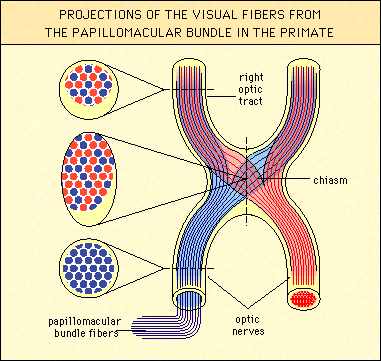 PROJECTIONS OF THE VISUAL FIBERS FROM
THE PAPILLOMACULAR BUNDLE IN THE PRIMATE
right
optic
tract
chiasm
optic
nerves
papillomacular
bundle fibers